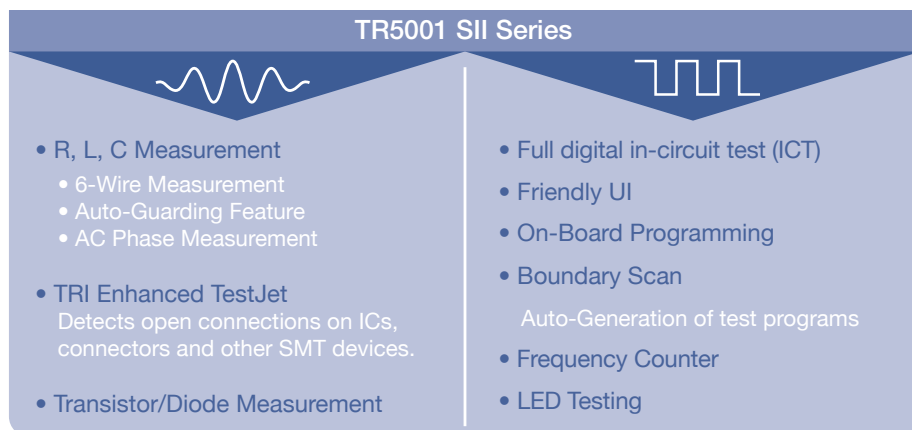 TR5001 SII Series
• R, L, C Measurement
• 6-Wire Measurement
• Auto-Guarding Feature
• AC Phase Measurement
• TRI Enhanced TestJet
Detects open connections on ICs,
connectors and other SMT devices.
• Transistor/Diode Measurement
• Full digital in-circuit test (ICT)
• Friendly UI
• On-Board Programming
• Boundary Scan
Auto-Generation of test programs
• Frequency Counter
• LED Testing